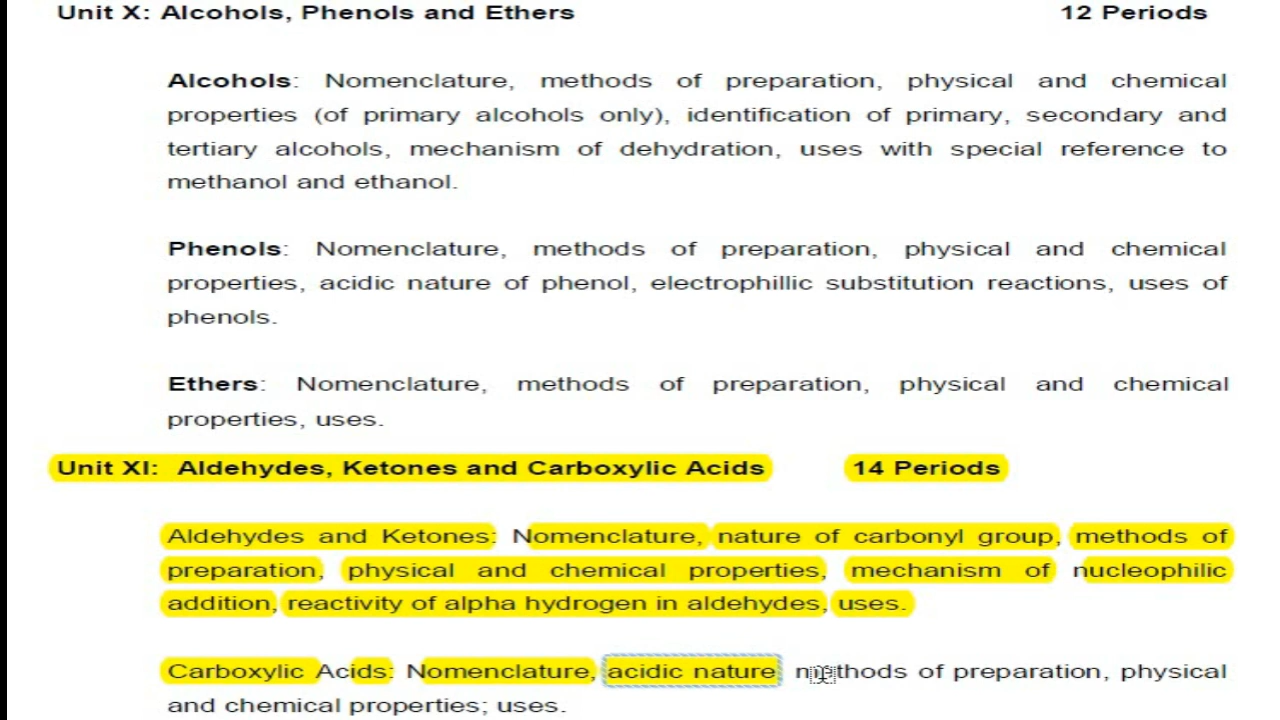 Unit X: Alcohols, Phenols and Ethers 12 Periods
Alcohols: Nomenclature, methods of preparation, physical and chemical
properties (of primary alcohols only), identification of primary, secondary and
tertiary alcohols, mechanism of dehydration, uses with special reference to
methanol and ethanol.
Phenols: Nomenclature, methods of preparation, physical and chemical
properties, acidic nature of phenol, electrophillic substitution reactions, uses of
phenols.
Ethers: Nomenclature, methods of preparation, physical and chemical
properties, uses.
Unit XI: Aldehydes, Ketones and Carboxylic Acids 14 Periods
Aldehydes and Ketones: Nomenclature, nature of carbonyl group, methods of
preparation, physical and chemical properties, mechanism of nucleophilic
addition, reactivity of alpha hydrogen in aldehydes, uses.
Carboxylic Acids: Nomenclature, acidic nature methods of preparation, physical
and chemical properties; uses.